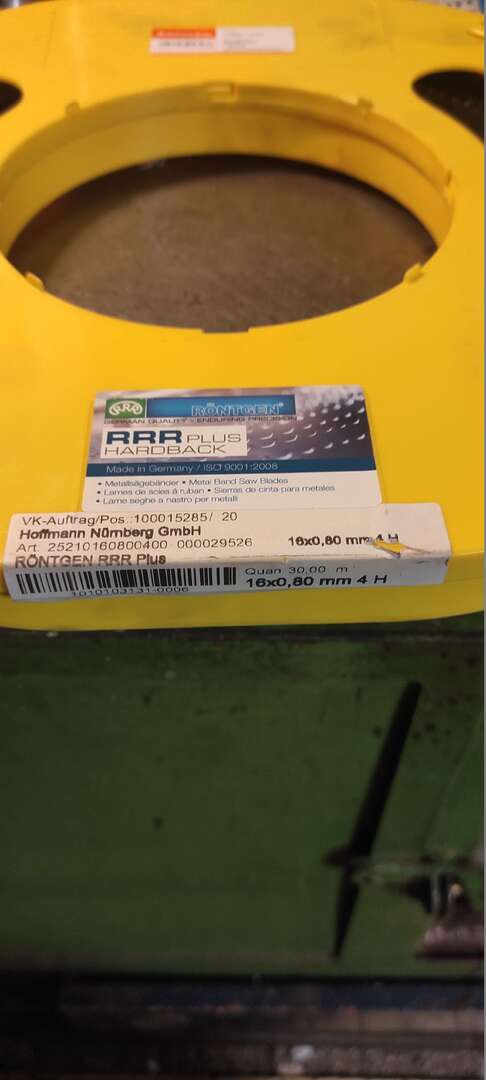 RRR
RÖNTGEN®
GERMAN QUALITY - ENDURING PRECISION
RRR PLUS
HARDBACK
Made in Germany / ISO 9001:2008
• Metallsägebänder • Metal Band Saw Blades
• Lames de scies à ruban • Sierras de cinta para metales
• Lame seghe a nastro per metalli
VK-Auftrag/Pos.:100015285/ 20
Hoffmann Nürnberg GmbH
Art. 25210160800400 000029526 16x0,80 mm 4 H
RÖNTGEN RRR Plus
Quan 30,00 m
16x0,80 mm 4 H
1010103131-0006